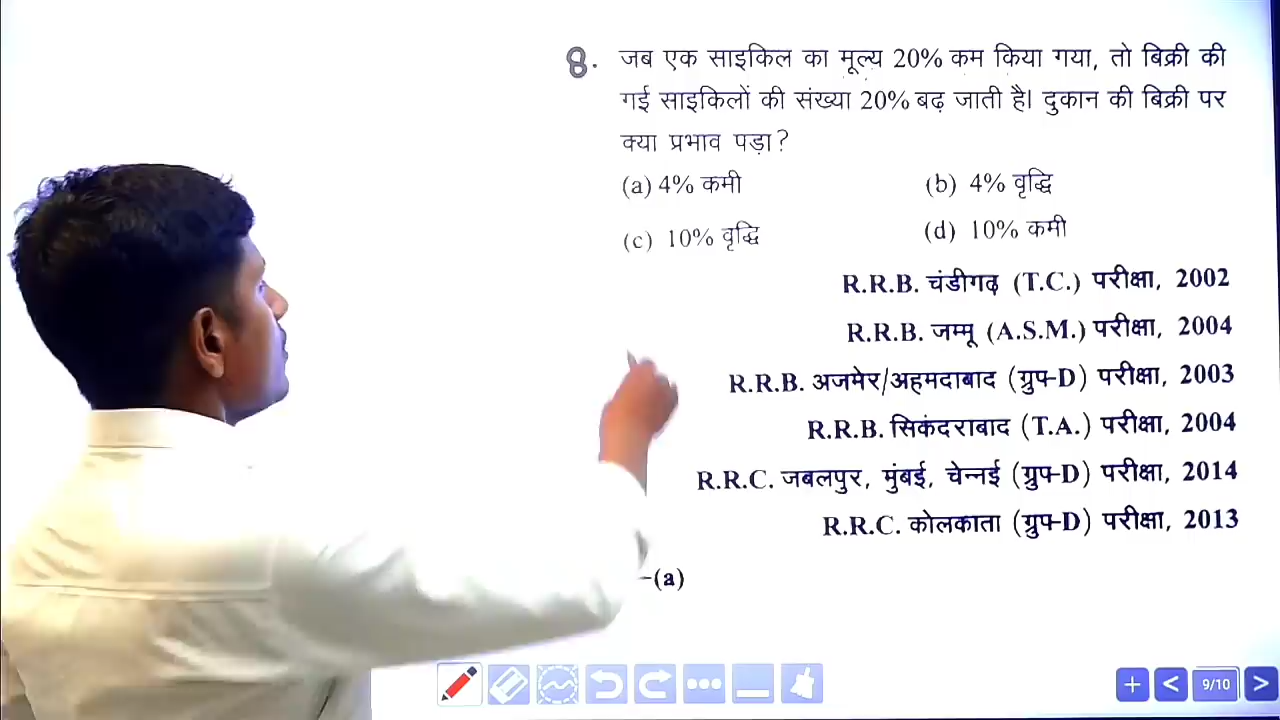 8. जब एक साइकिल का मूल्य 20% कम किया गया, तो बिक्री की
गई साइकिलों की संख्या 20% बढ़ जाती है। दुकान की बिक्री पर
क्या प्रभाव पड़ा?
(a) 4% कमी (b) 4% वृद्धि
(c) 10% वृद्धि (d) 10% कमी
R.R.B. चंडीगढ़ (T.C.) परीक्षा, 2002
R.R.B. जम्मू (A.S.M.) परीक्षा, 2004
R.R.B. अजमेर/अहमदाबाद (ग्रुप-D) परीक्षा, 2003
R.R.B. सिकंदराबाद (T.A.) परीक्षा, 2004
R.R.C. जबलपुर, मुंबई, चेन्नई (ग्रुप-D) परीक्षा, 2014
R.R.C. कोलकाता (ग्रुप-D) परीक्षा, 2013
-(a)
9/10